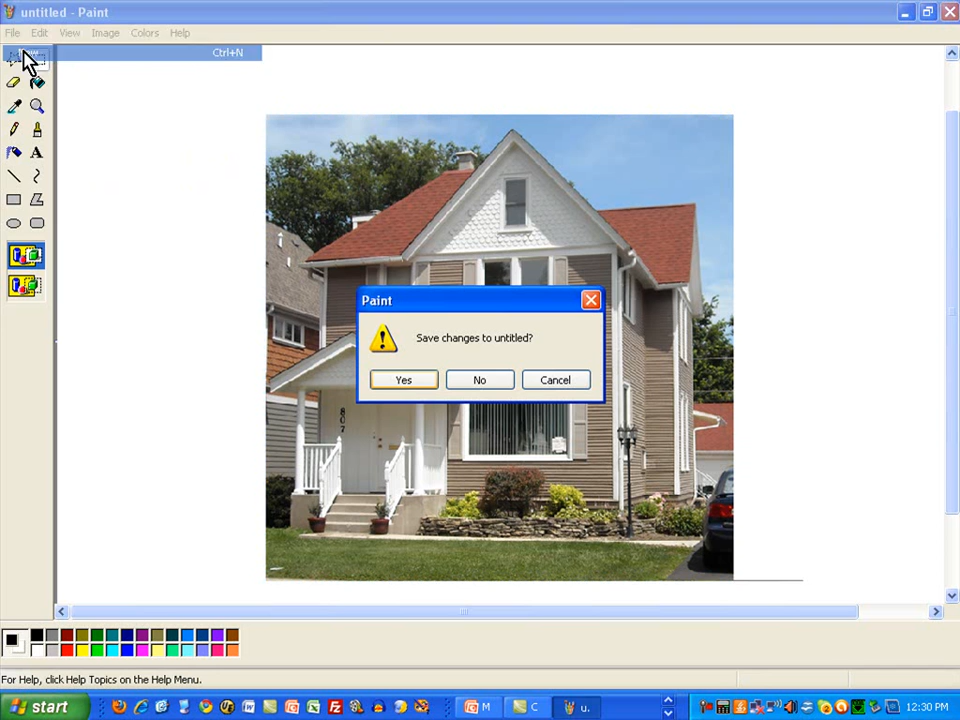 untitled - Paint
File Edit View Image Colors Help
Ctrl+N
A
Paint
Save changes to untitled?
Yes No Cancel
807
For Help, click Help Topics on the Help Menu.
start
M
C
u.
12:30 PM